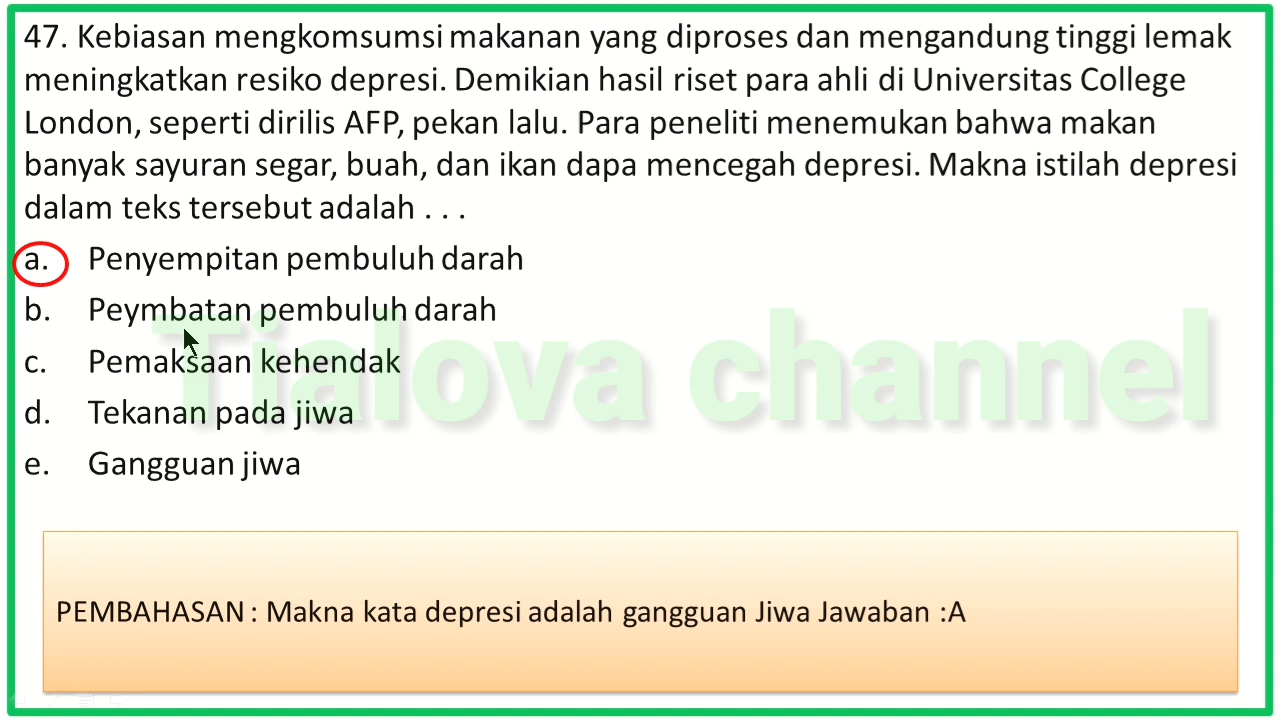 47. Kebiasan mengkomsumsi makanan yang diproses dan mengandung tinggi lemak
meningkatkan resiko depresi. Demikian hasil riset para ahli di Universitas College
London, seperti dirilis AFP, pekan lalu. Para peneliti menemukan bahwa makan
banyak sayuran segar, buah, dan ikan dapa mencegah depresi. Makna istilah depresi
dalam teks tersebut adalah . . .
a. Penyempitan pembuluh darah
b. Peymbatan pembuluh darah
c. Pemaksaan kehendak
Tialova channel
d. Tekanan pada jiwa
e. Gangguan jiwa
PEMBAHASAN : Makna kata depresi adalah gangguan Jiwa Jawaban :A